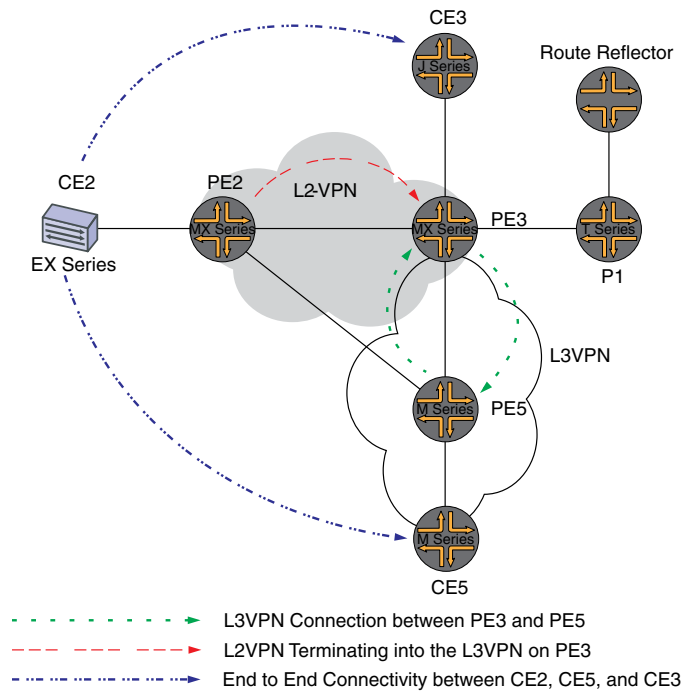 CE3
J Series
Route Reflector
CE2
PE2
L2-VPN
EX Series
MX Series
MX Series
PE3
T Series
P1
L3VPN
M Series
PE5
M Series
CE5
L3VPN Connection between PE3 and PE5
L2VPN Terminating into the L3VPN on PE3
End to End Connectivity between CE2, CE5, and CE3